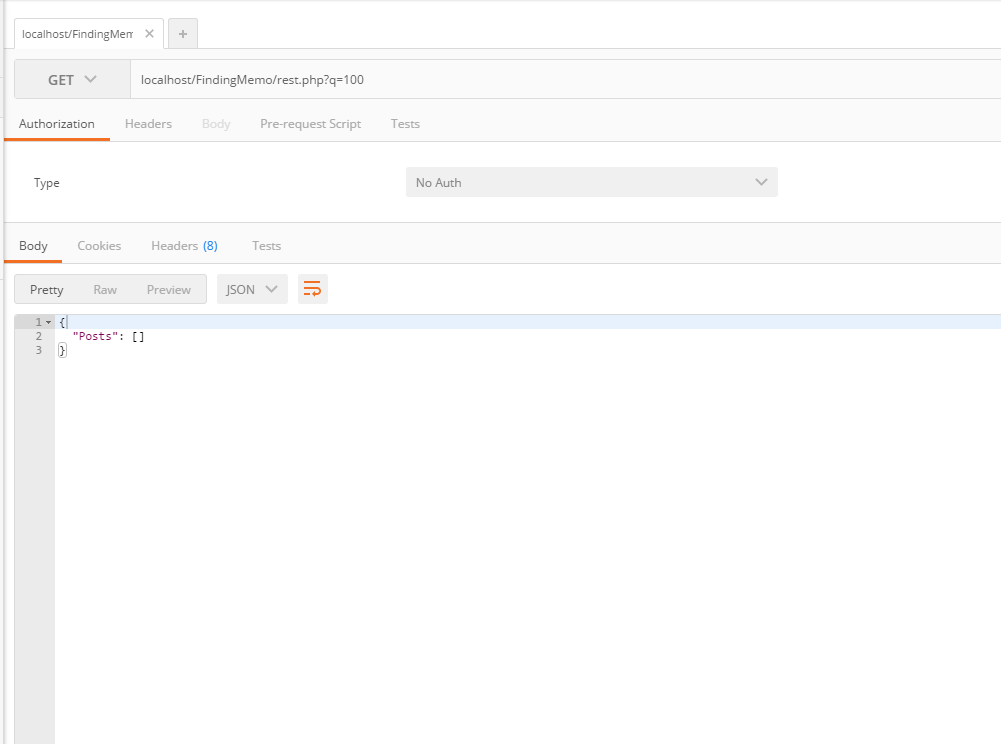 localhost/FindingMem
GET localhost/FindingMemo/rest.php?q=100
Authorization Headers Body Pre-request Script Tests
Type No Auth
Body Cookies Headers (8) Tests
Pretty Raw Preview JSON
1 {
2 "Posts": []
3 }